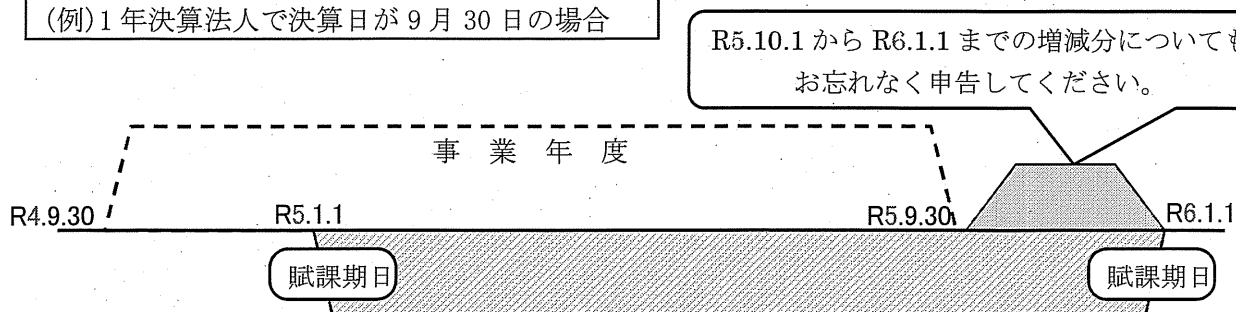 (例)1年決算法人で決算日が9月30日の場合
R5.10.1からR6.1.1までの増減分についても
お忘れなく申告してください。
事 業 年 度
R4.9.30 R5.1.1 R5.9.30 R6.1.1
賦課期日 賦課期日